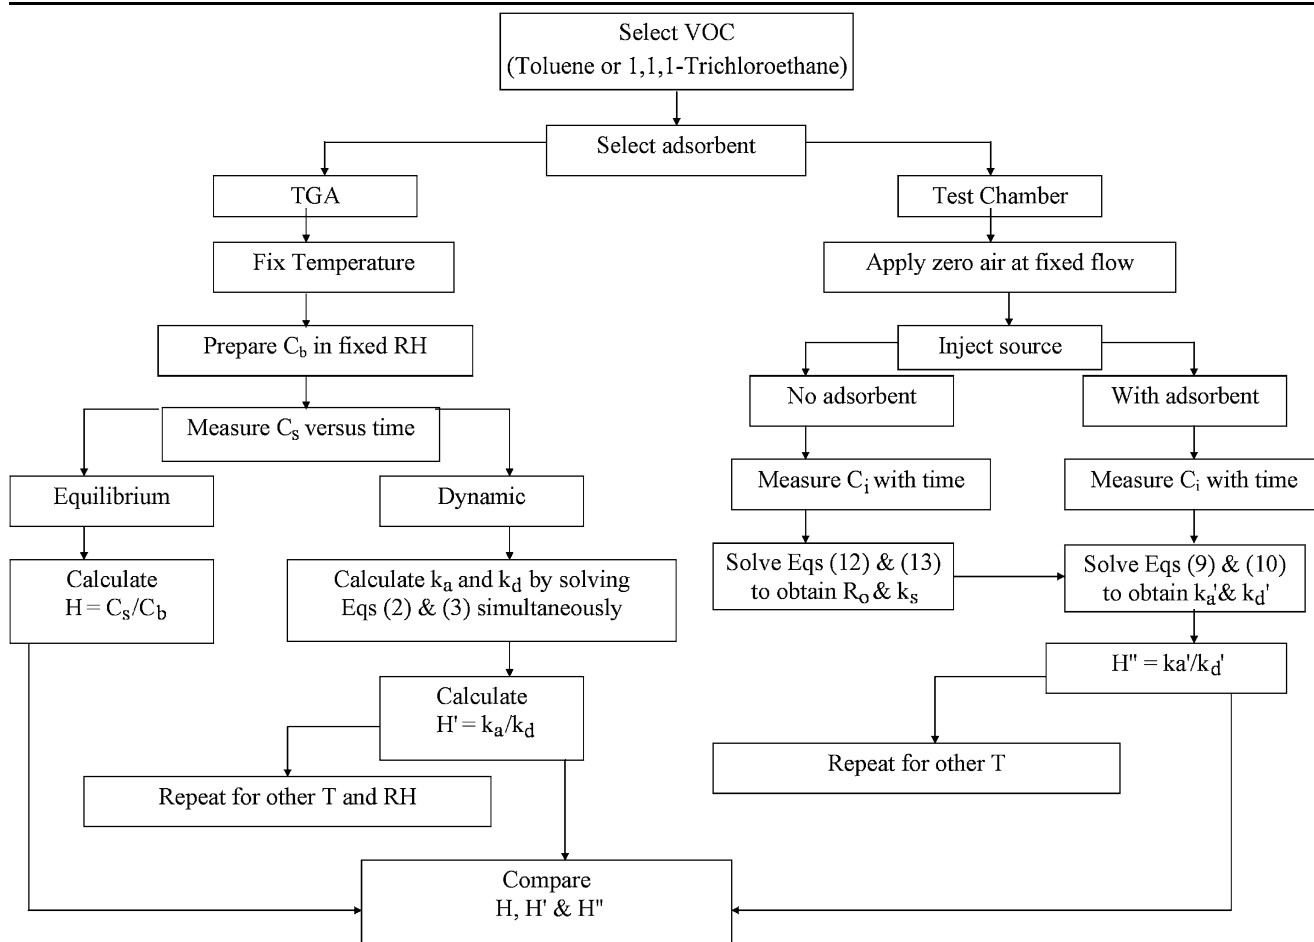 Select VOC
(Toluene or 1,1,1-Trichloroethane)
Select adsorbent
TGA
Test Chamber
Fix Temperature
Apply zero air at fixed flow
Prepare C_b in fixed RH
Inject source
No adsorbent
With adsorbent
Measure C_s versus time
Measure C_i with time
Measure C_i with time
Equilibrium
Dynamic
Calculate
H = C_s/C_b
Calculate k_a and k_d by solving
Eqs (2) & (3) simultaneously
Solve Eqs (12) & (13)
to obtain R_o & k_s
Solve Eqs (9) & (10)
to obtain k_a'& k_d'
H" = ka'/k_d'
Calculate
H' = k_a/k_d
Repeat for other T
Repeat for other T and RH
Compare
H, H' & H"